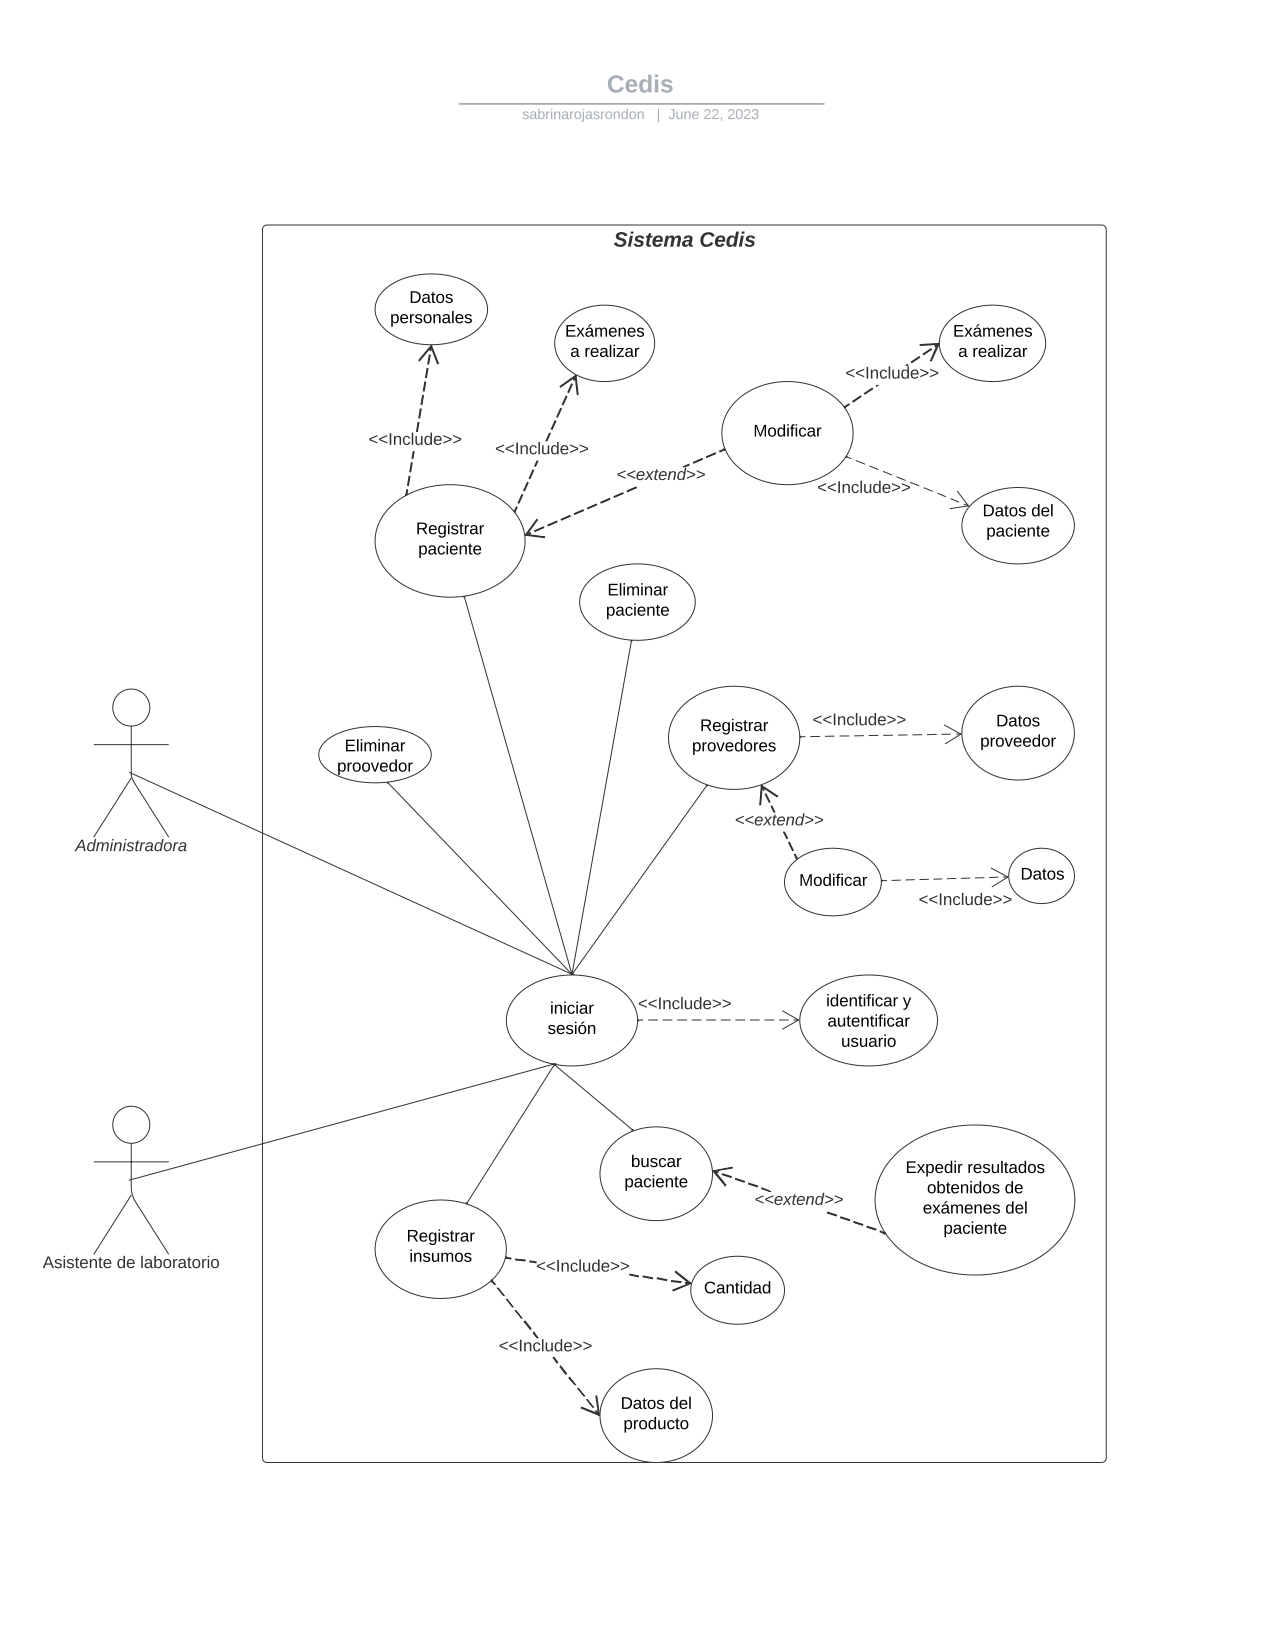 Cedis
sabrinarojasrondon | June 22, 2023
Sistema Cedis
Datos
personales
Exámenes
a realizar
Exámenes
a realizar
<<Include>>
Modificar
<<Include>>
<<Include>>
<<extend>>
<<Include>>
Datos del
paciente
Registrar
paciente
Eliminar
paciente
Registrar
provedores
<<Include>>
Datos
proveedor
Eliminar
proovedor
<<extend>>
Administradora
Modificar
Datos
<<Include>>
iniciar
sesión
<<Include>>
identificar y
autentificar
usuario
buscar
paciente
Expedir resultados
obtenidos de
exámenes del
paciente
<<extend>>
Asistente de laboratorio
Registrar
insumos
<<Include>>
Cantidad
<<Include>>
Datos del
producto